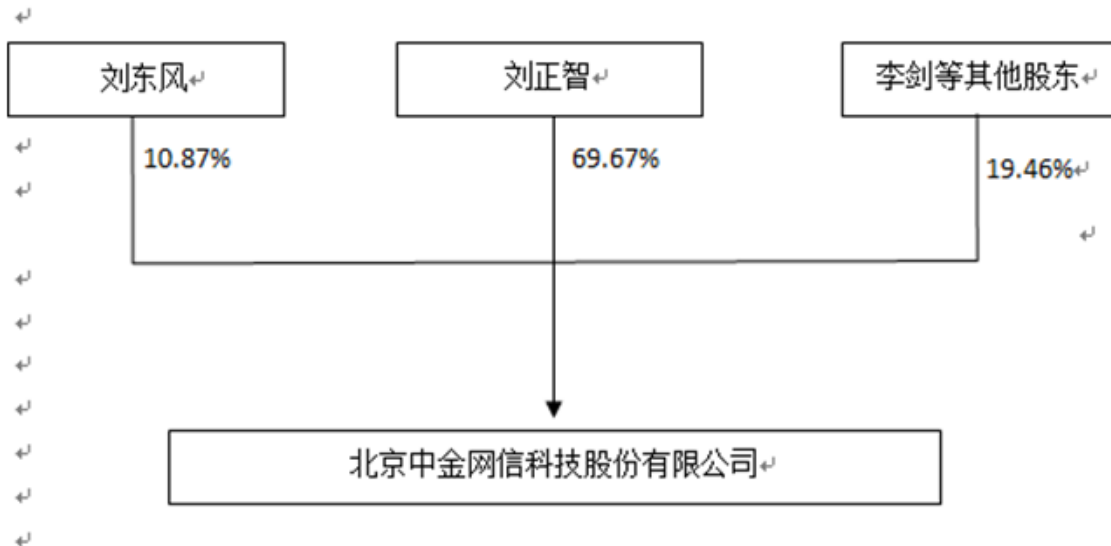 刘东风
刘正智
李剑等其他股东
10.87%
69.67%
19.46%
北京中金网信科技股份有限公司